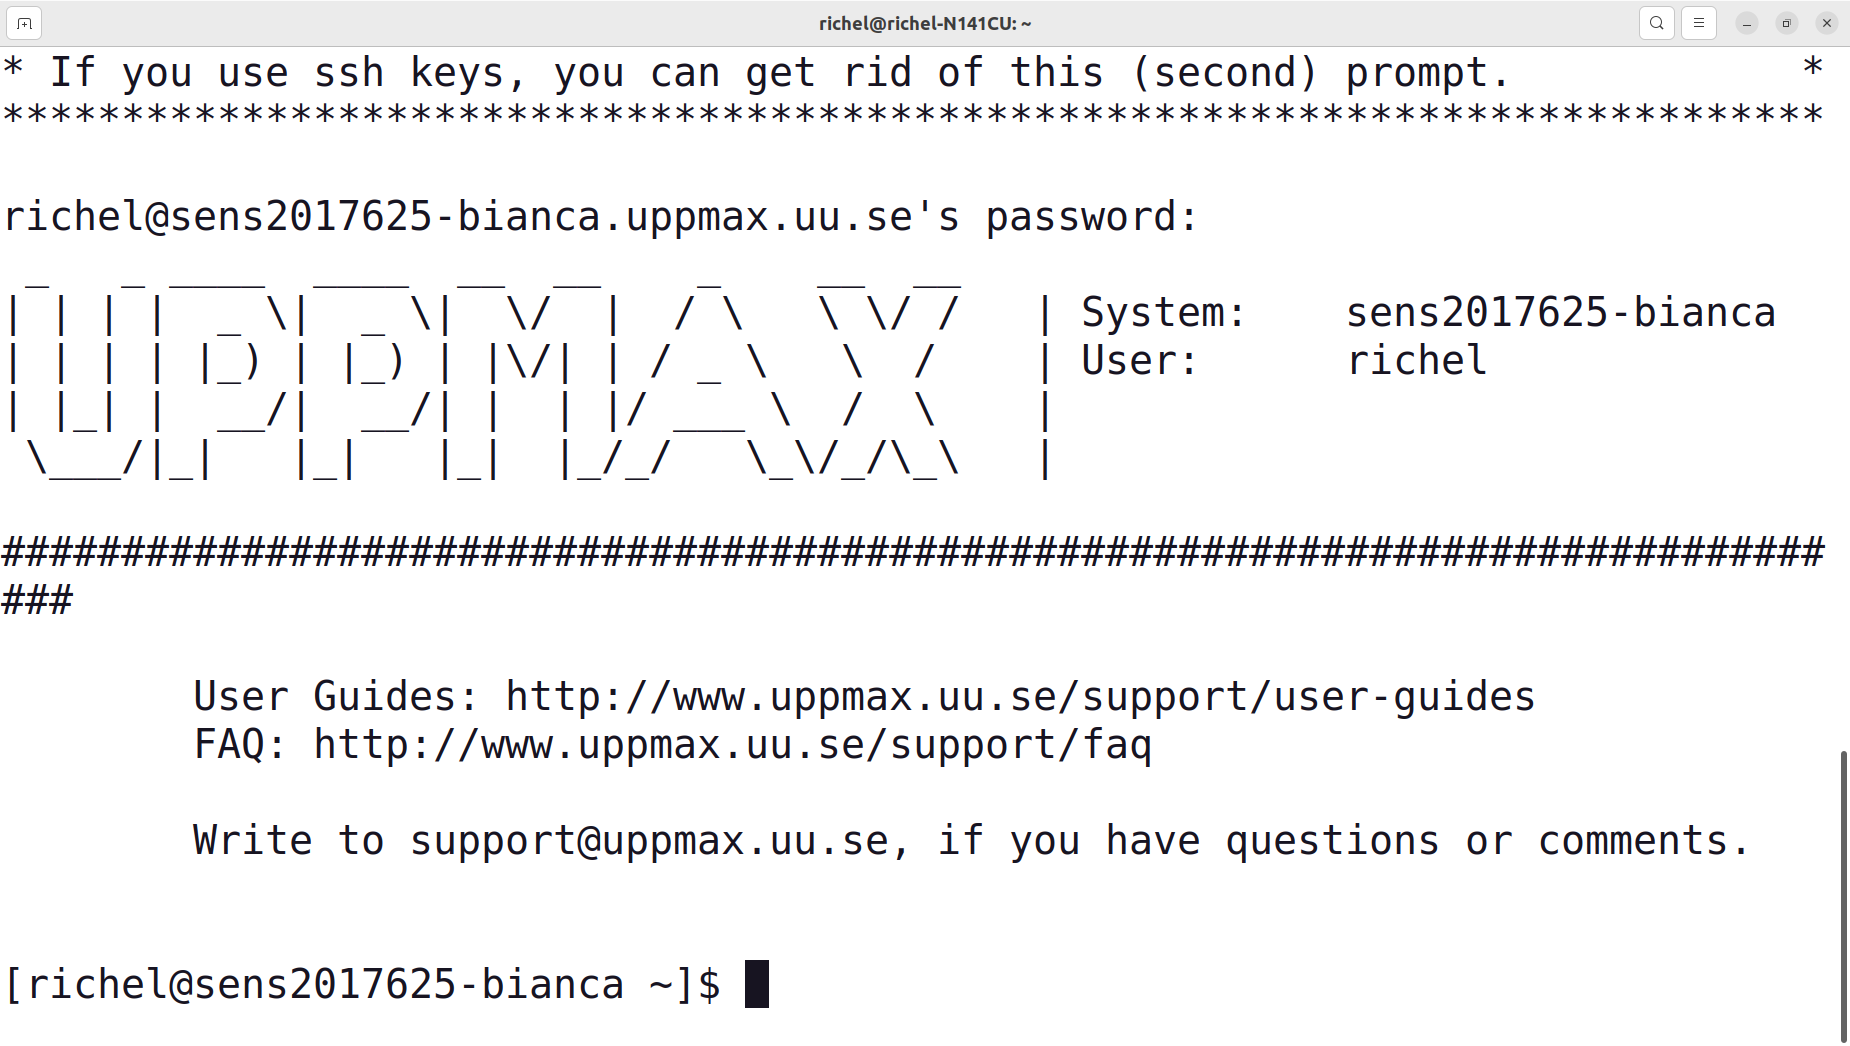 richel@richel-N141CU: ~
* If you use ssh keys, you can get rid of this (second) prompt.            *
****************************************************************************

richel@sens2017625-bianca.uppmax.uu.se's password:

 _   _ ____  ____  __  __    _    __  __
| | | |  _ \|  _ \|  \/  |  / \   \ \/ /   | System:    sens2017625-bianca
| | | | |_) | |_) | |\/| | / _ \   \  /    | User:      richel
| |_| |  __/|  __/| |  | |/ ___ \  /  \    |
 \___/|_|   |_|   |_|  |_/_/   \_\/_/\_\   |

############################################################################
###

        User Guides: http://www.uppmax.uu.se/support/user-guides
        FAQ: http://www.uppmax.uu.se/support/faq

        Write to support@uppmax.uu.se, if you have questions or comments.


[richel@sens2017625-bianca ~]$